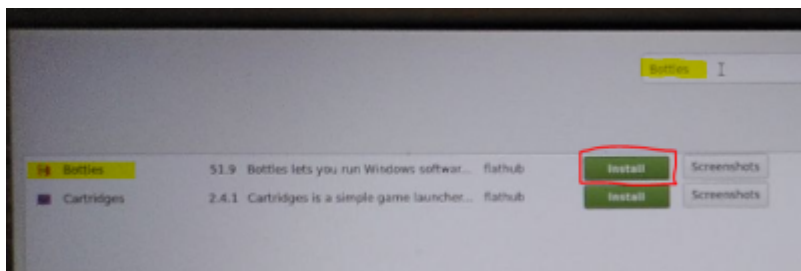 Bottles
Bottles 51.9 Bottles lets you run Windows softwar... flathub Install Screenshots
Cartridges 2.4.1 Cartridges is a simple game launcher... flathub Install Screenshots